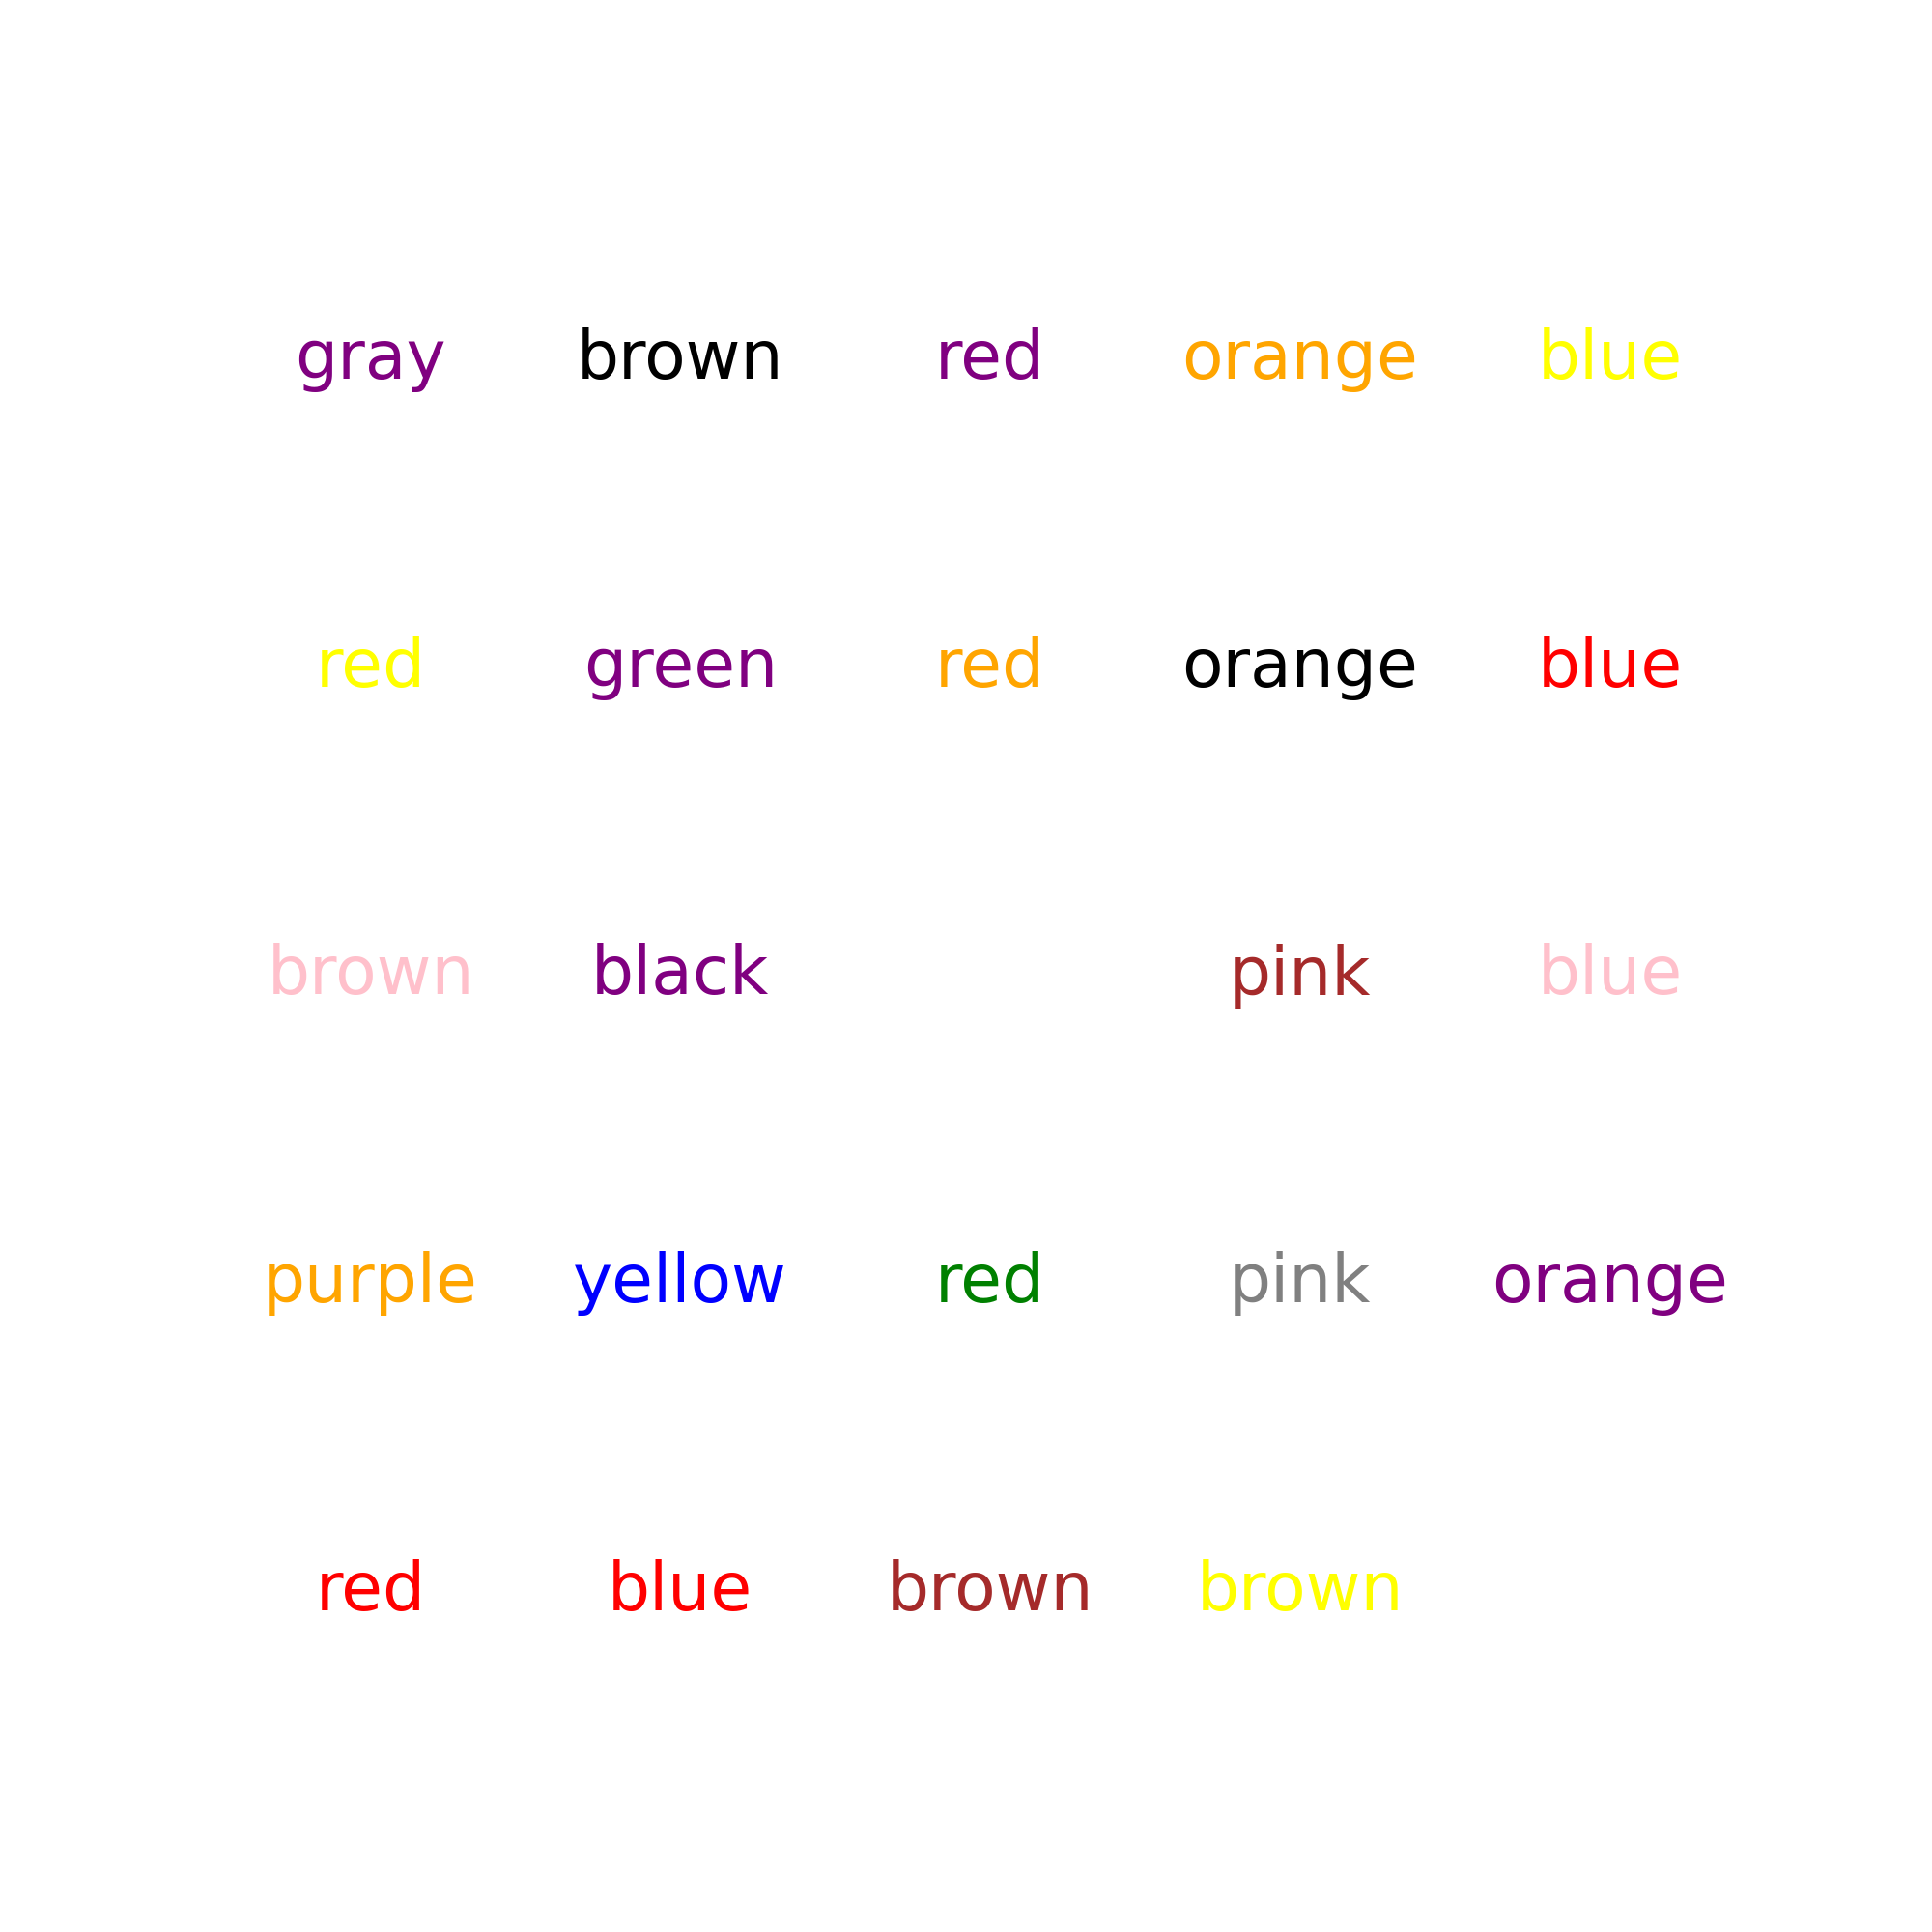 gray brown red orange blue
red green red orange blue
brown black pink blue
purple yellow red pink orange
red blue brown brown